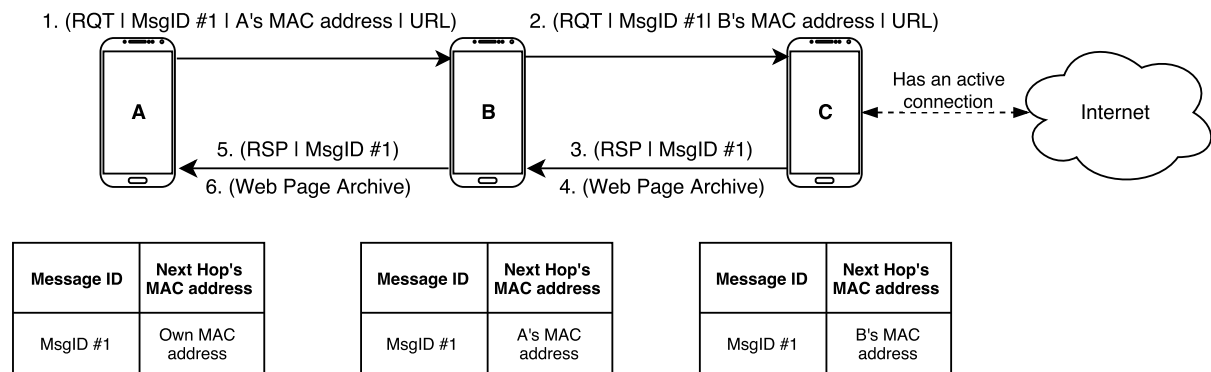 1. (RQT | MsgID #1 | A's MAC address | URL)
2. (RQT | MsgID #1| B's MAC address | URL)
A
B
C
Has an active
connection
Internet
5. (RSP | MsgID #1)
6. (Web Page Archive)
3. (RSP | MsgID #1)
4. (Web Page Archive)
Message ID
Next Hop's
MAC address
MsgID #1
Own MAC
address
Message ID
Next Hop's
MAC address
MsgID #1
A's MAC
address
Message ID
Next Hop's
MAC address
MsgID #1
B's MAC
address